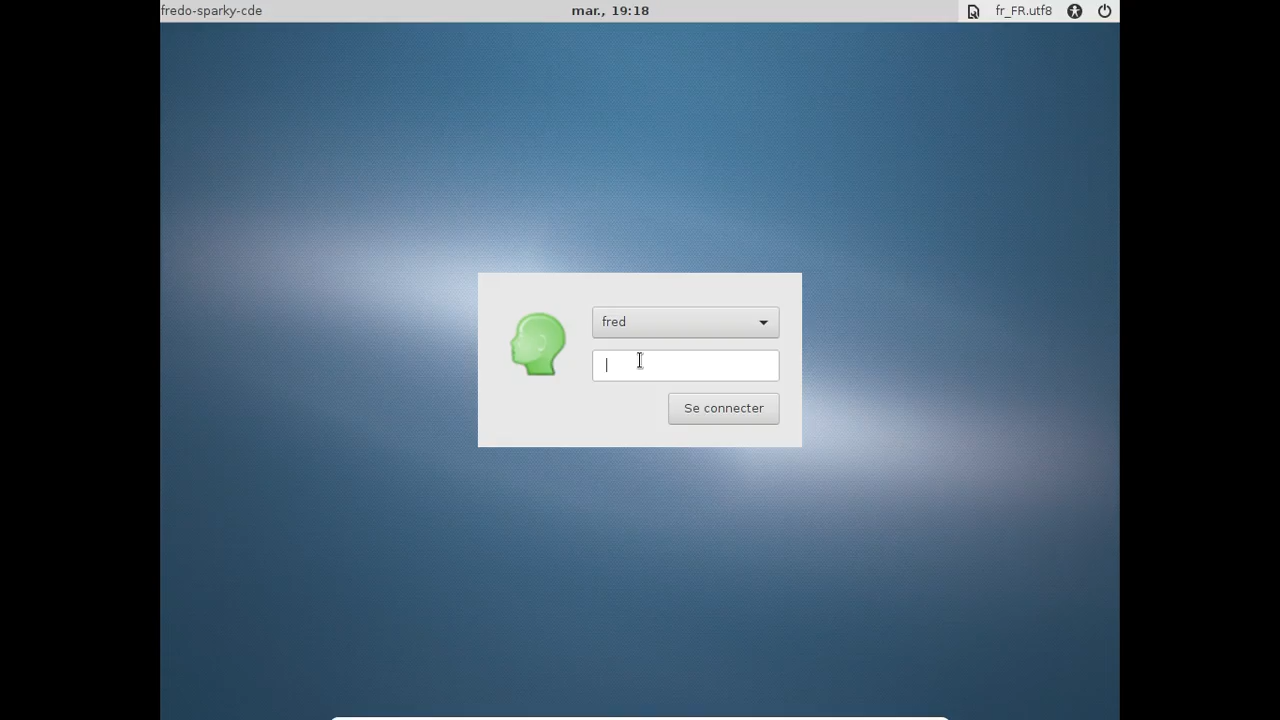 fredo-sparky-cde
mar., 19:18
fr_FR.utf8
fred
Se connecter